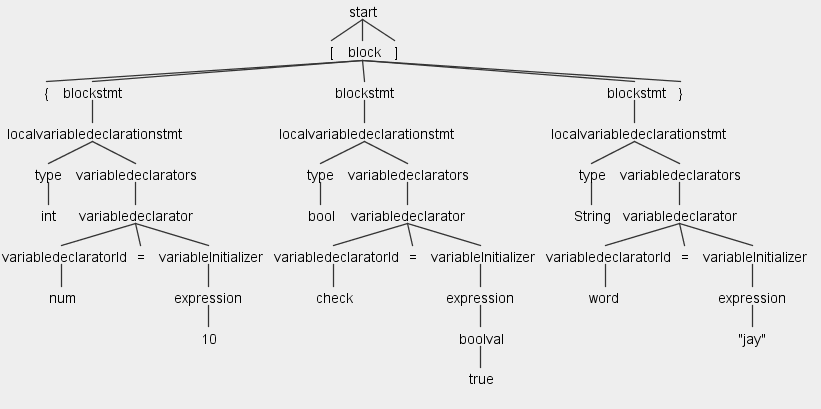 start
[ block ]
{ blockstmt blockstmt blockstmt }
localvariabledeclarationstmt localvariabledeclarationstmt localvariabledeclarationstmt
type variabledeclarators type variabledeclarators type variabledeclarators
int variabledeclarator bool variabledeclarator String variabledeclarator
variabledeclaratorId = variableInitializer variabledeclaratorId = variableInitializer variabledeclaratorId = variableInitializer
num expression check expression word expression
10 boolval "jay"
true